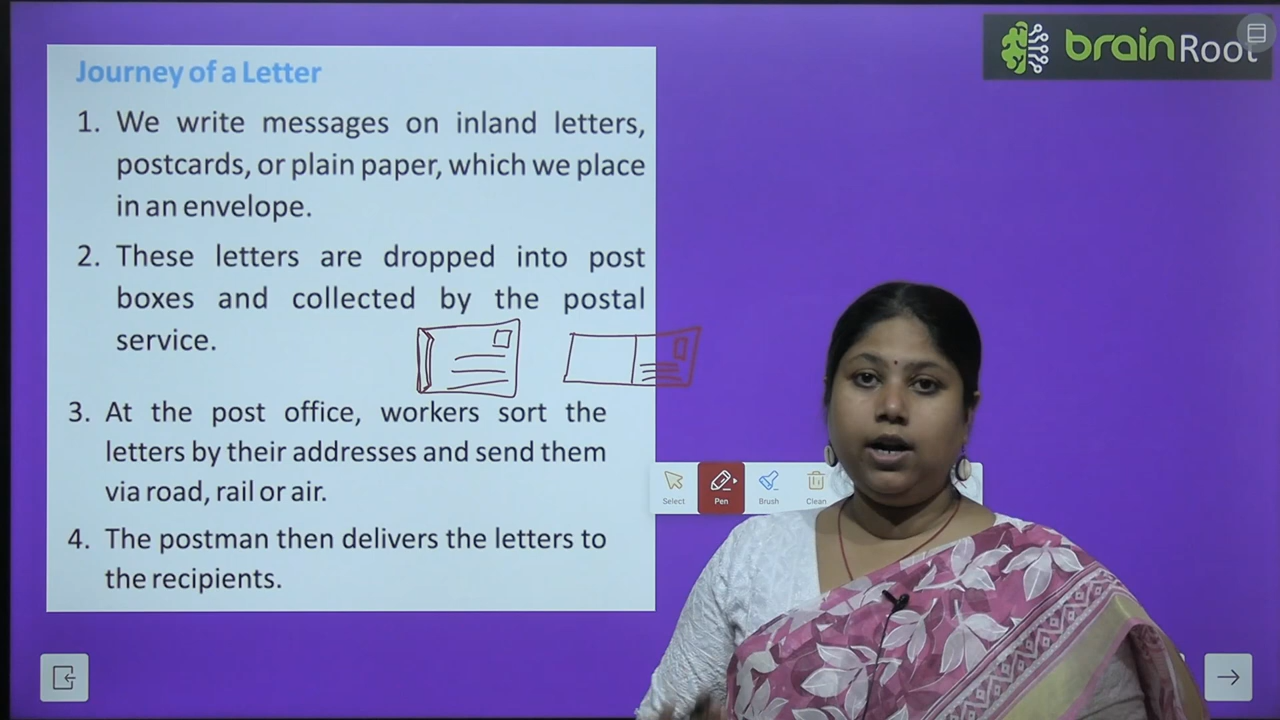 brainRoot
Journey of a Letter
1. We write messages on inland letters,
postcards, or plain paper, which we place
in an envelope.
2. These letters are dropped into post
boxes and collected by the postal
service.
3. At the post office, workers sort the
letters by their addresses and send them
via road, rail or air.
4. The postman then delivers the letters to
the recipients.
Select
Pen
Brush
Clean